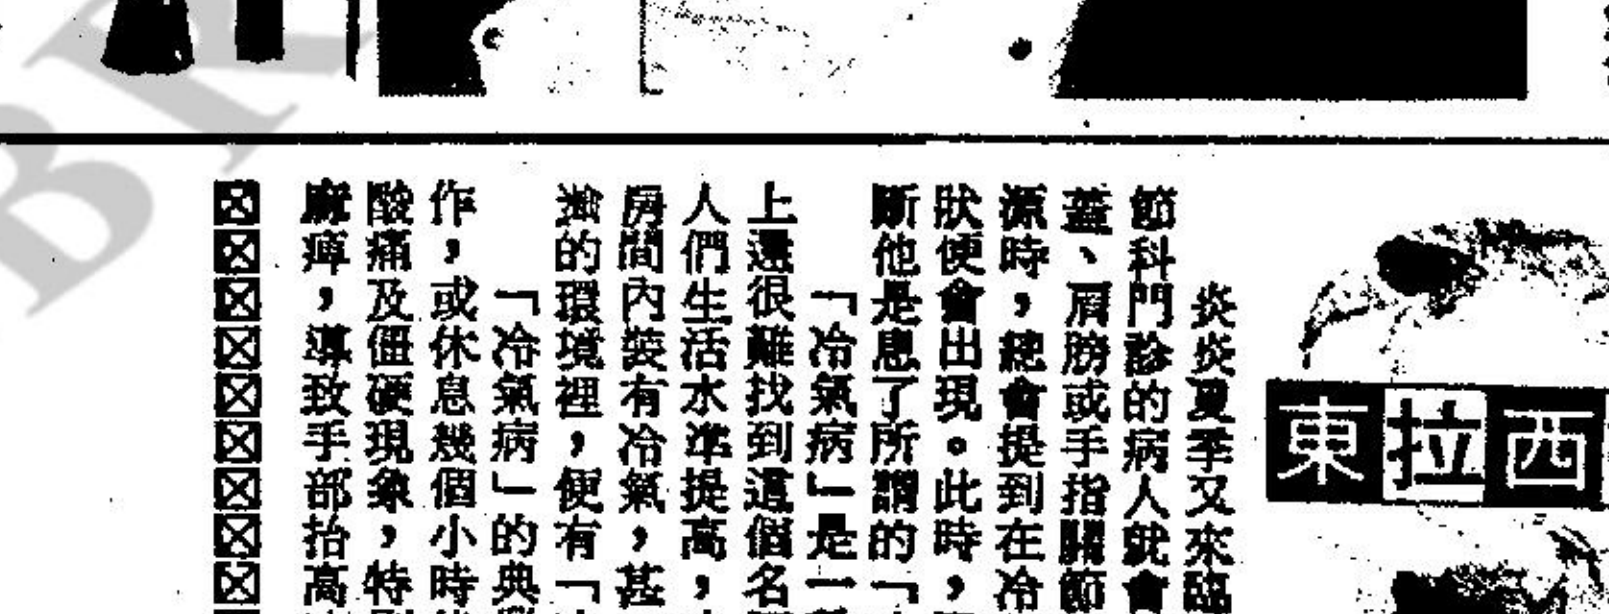 東拉西
炎炎夏季又來臨
節科門診的病人就會
蓋、肩膀或手指關節
源時，總會提到在冷
狀便會出現。此時，
斷他是患了所謂的「
「冷氣病」是一
上還很難找到這個名
人們生活水準提高，
房間內裝有冷氣，甚
的環境裡，便有「
「冷氣病」的典
作，或休息幾個小時
酸痛及僵硬現象，特別
麻痺，導致手部抬高